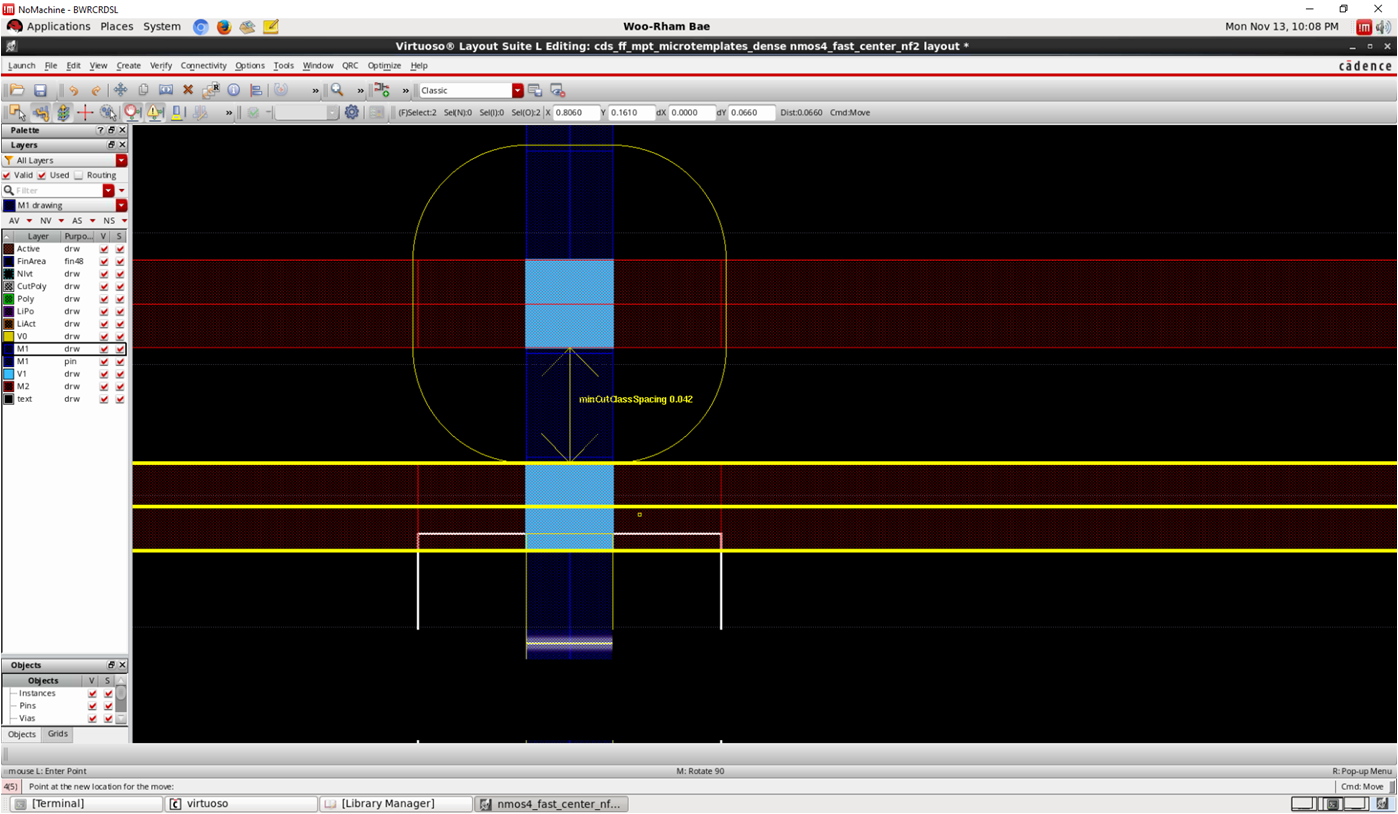 NoMachine - BWRCRDSL
Applications Places System Woo-Rham Bae Mon Nov 13, 10:08 PM
Virtuoso® Layout Suite L Editing: cds_ff_mpt_microtemplates_dense nmos4_fast_center_nf2 layout *
Launch File Edit View Create Verify Connectivity Options Tools Window QRC Optimize Help cādence
» » » Classic
» (F)Select:2 Sel(N):0 Sel(I):0 Sel(O):2 X 0.8060 Y 0.1610 dX 0.0000 dY 0.0660 Dist:0.0660 Cmd:Move
Palette ?
Layers
All Layers
Valid Used Routing
Filter
M1 drawing
AV NV AS NS
Layer Purpo... V S
Active drw
FinArea fin48
Nlvt drw
CutPoly drw
Poly drw
LiPo drw
LiAct drw
V0 drw
M1 drw
M1 pin
V1 drw
M2 drw
text drw
minCutClassSpacing 0.042
Objects
Objects V S
Instances
Pins
Vias
Objects Grids
mouse L: Enter Point M: Rotate 90 R: Pop-up Menu
4(5) Point at the new location for the move: Cmd: Move
[Terminal] virtuoso [Library Manager] nmos4_fast_center_nf...